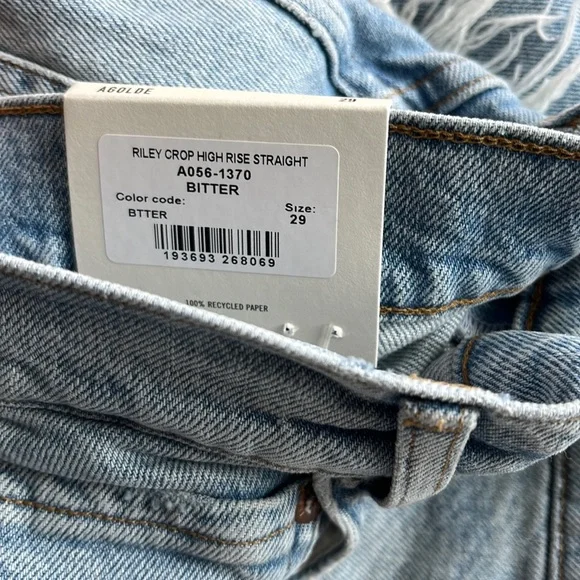 AGOLDE
29
RILEY CROP HIGH RISE STRAIGHT
A056-1370
BITTER
Color code:
BTTER
Size:
29
193693 268069
100% RECYCLED PAPER